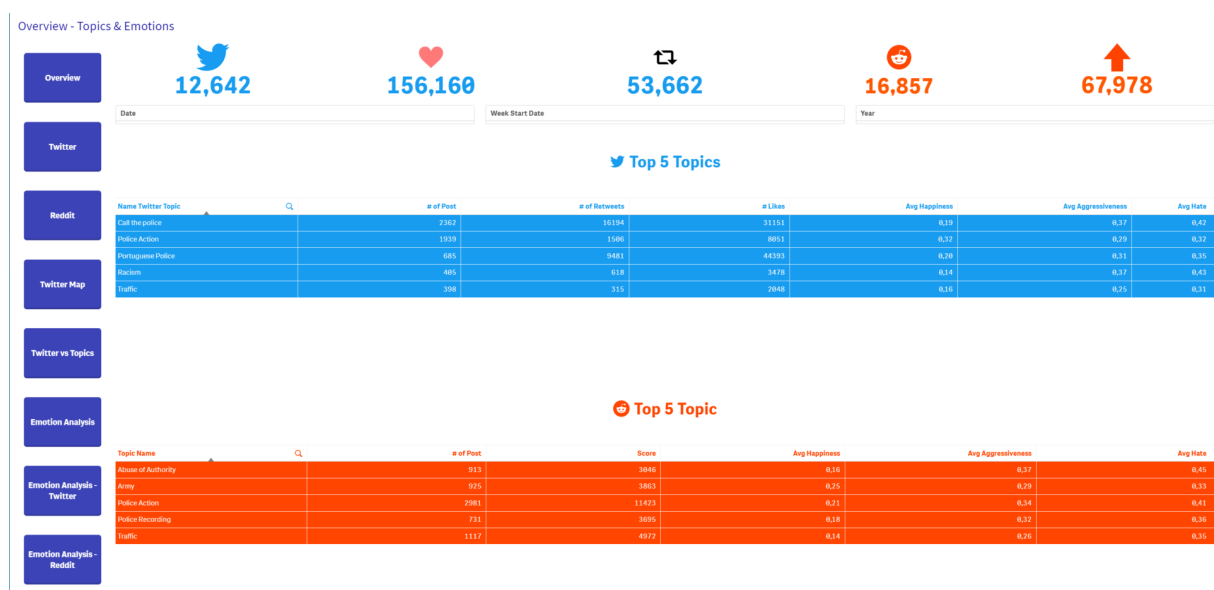 Overview - Topics & Emotions
Overview
Twitter
Reddit
Twitter Map
Twitter vs Topics
Emotion Analysis
Emotion Analysis -
Twitter
Emotion Analysis -
Reddit
12,642 156,160 53,662 16,857 67,978
Date Week Start Date Year
Top 5 Topics
Name Twitter Topic # of Post # of Retweets # Likes Avg Happiness Avg Aggressiveness Avg Hate
Call the police 2362 16194 31151 0,19 0,37 0,42
Police Action 1939 1506 8051 0,32 0,29 0,32
Portuguese Police 685 9481 44393 0,20 0,31 0,35
Racism 405 618 3478 0,14 0,37 0,43
Traffic 398 315 2048 0,16 0,25 0,31
Top 5 Topic
Topic Name # of Post Score Avg Happiness Avg Aggressiveness Avg Hate
Abuse of Authority 913 3046 0,16 0,37 0,45
Army 925 3863 0,25 0,29 0,33
Police Action 2981 11423 0,21 0,34 0,41
Police Recording 731 3695 0,18 0,32 0,36
Traffic 1117 4972 0,14 0,26 0,35